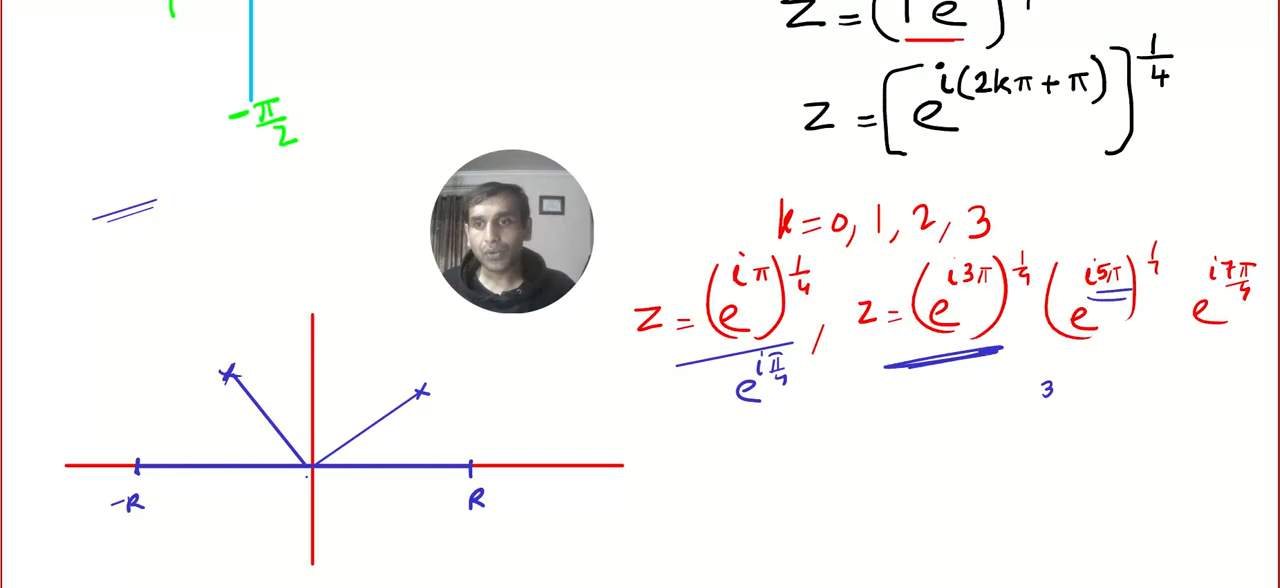 z = (1 e )
-π/2
z = [e^{i(2kπ + π)}]^{1/4}
k = 0, 1, 2, 3
z = (e^{iπ})^{1/4} , z = (e^{i3π})^{1/4} (e^{i5π}) e^{i7π/4}
e^{iπ/4}
3
-R R